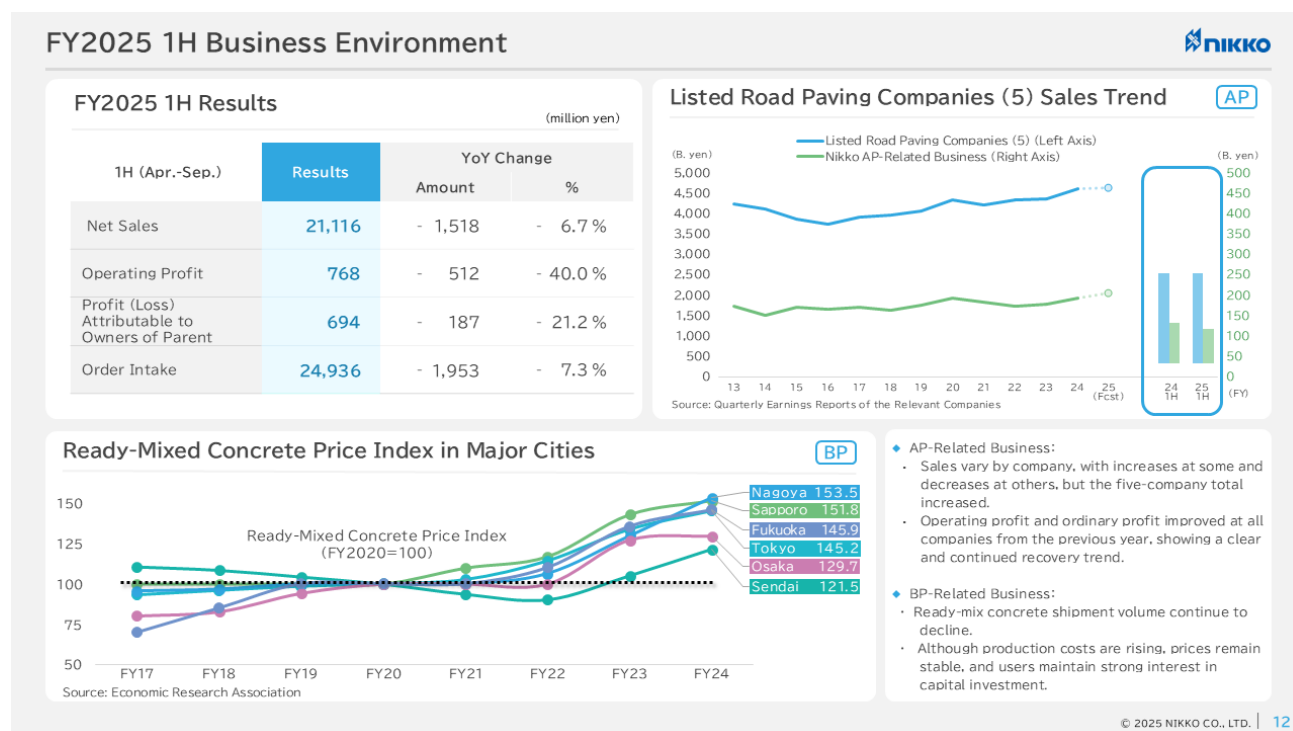 FY2025 1H Business Environment
NIKKO
FY2025 1H Results
(million yen)
1H (Apr.-Sep.) Results YoY Change
Amount %
Net Sales 21,116 - 1,518 - 6.7 %
Operating Profit 768 - 512 - 40.0 %
Profit (Loss)
Attributable to
Owners of Parent 694 - 187 - 21.2 %
Order Intake 24,936 - 1,953 - 7.3 %
Listed Road Paving Companies (5) Sales Trend AP
Listed Road Paving Companies (5) (Left Axis)
Nikko AP-Related Business (Right Axis)
(B. yen) (B. yen)
5,000 500
4,500 450
4,000 400
3,500 350
3,000 300
2,500 250
2,000 200
1,500 150
1,000 100
500 50
0 0
13 14 15 16 17 18 19 20 21 22 23 24 25 24 25
(Fcst) 1H 1H (FY)
Source: Quarterly Earnings Reports of the Relevant Companies
Ready-Mixed Concrete Price Index in Major Cities BP
150
125
100
75
50
Ready-Mixed Concrete Price Index
(FY2020=100)
Nagoya 153.5
Sapporo 151.8
Fukuoka 145.9
Tokyo 145.2
Osaka 129.7
Sendai 121.5
FY17 FY18 FY19 FY20 FY21 FY22 FY23 FY24
Source: Economic Research Association
◆ AP-Related Business:
・ Sales vary by company, with increases at some and
decreases at others, but the five-company total
increased.
・ Operating profit and ordinary profit improved at all
companies from the previous year, showing a clear
and continued recovery trend.
◆ BP-Related Business:
・ Ready-mix concrete shipment volume continue to
decline.
・ Although production costs are rising, prices remain
stable, and users maintain strong interest in
capital investment.
© 2025 NIKKO CO., LTD. 12